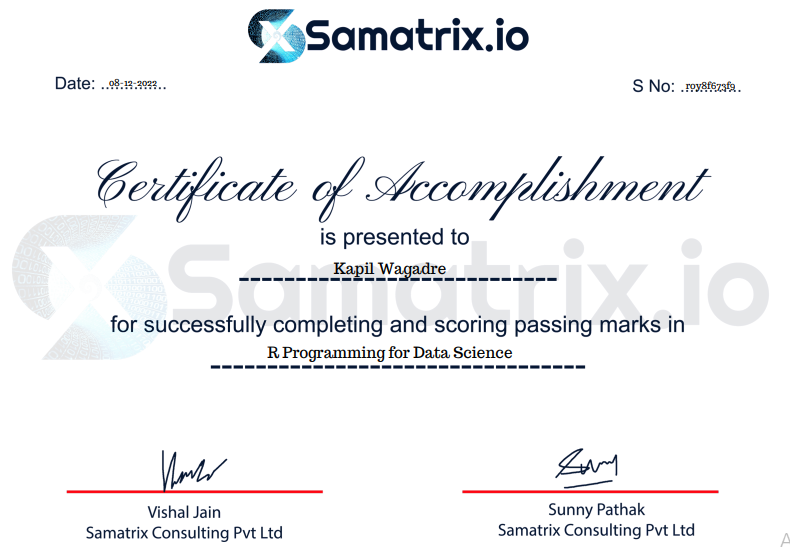 Samatrix.io
Date: ..08-12-2022..
S No: ..roy8f673f9..
Certificate of Accomplishment
Samatrix.io
is presented to
Kapil Wagadre
for successfully completing and scoring passing marks in
R Programming for Data Science
Vishal Jain
Samatrix Consulting Pvt Ltd
Sunny Pathak
Samatrix Consulting Pvt Ltd